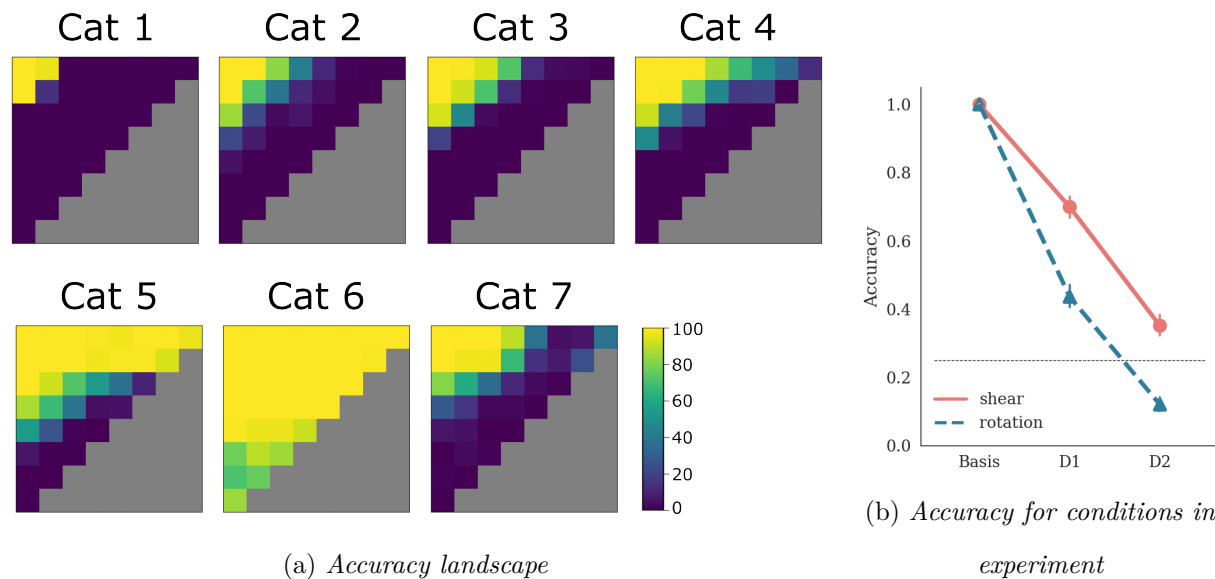 Cat 1
Cat 2
Cat 3
Cat 4
Cat 5
Cat 6
Cat 7
100
80
60
40
20
0
(a) Accuracy landscape
Accuracy
1.0
0.8
0.6
0.4
0.2
0.0
shear
rotation
Basis
D1
D2
(b) Accuracy for conditions in
experiment